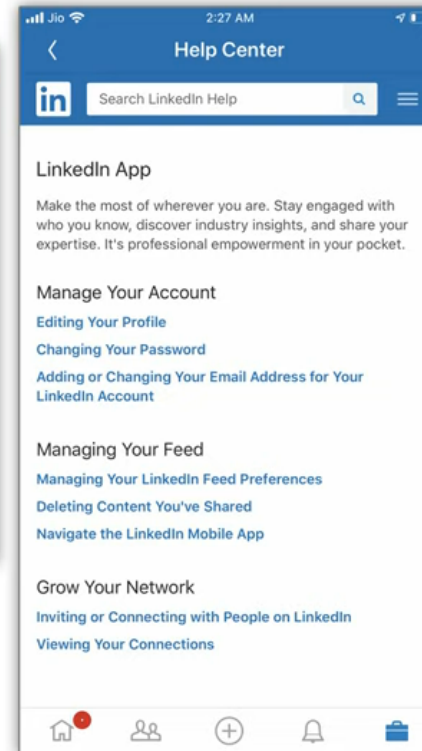 Jio 2:27 AM
Help Center
in Search LinkedIn Help
LinkedIn App
Make the most of wherever you are. Stay engaged with
who you know, discover industry insights, and share your
expertise. It's professional empowerment in your pocket.
Manage Your Account
Editing Your Profile
Changing Your Password
Adding or Changing Your Email Address for Your
LinkedIn Account
Managing Your Feed
Managing Your LinkedIn Feed Preferences
Deleting Content You've Shared
Navigate the LinkedIn Mobile App
Grow Your Network
Inviting or Connecting with People on LinkedIn
Viewing Your Connections